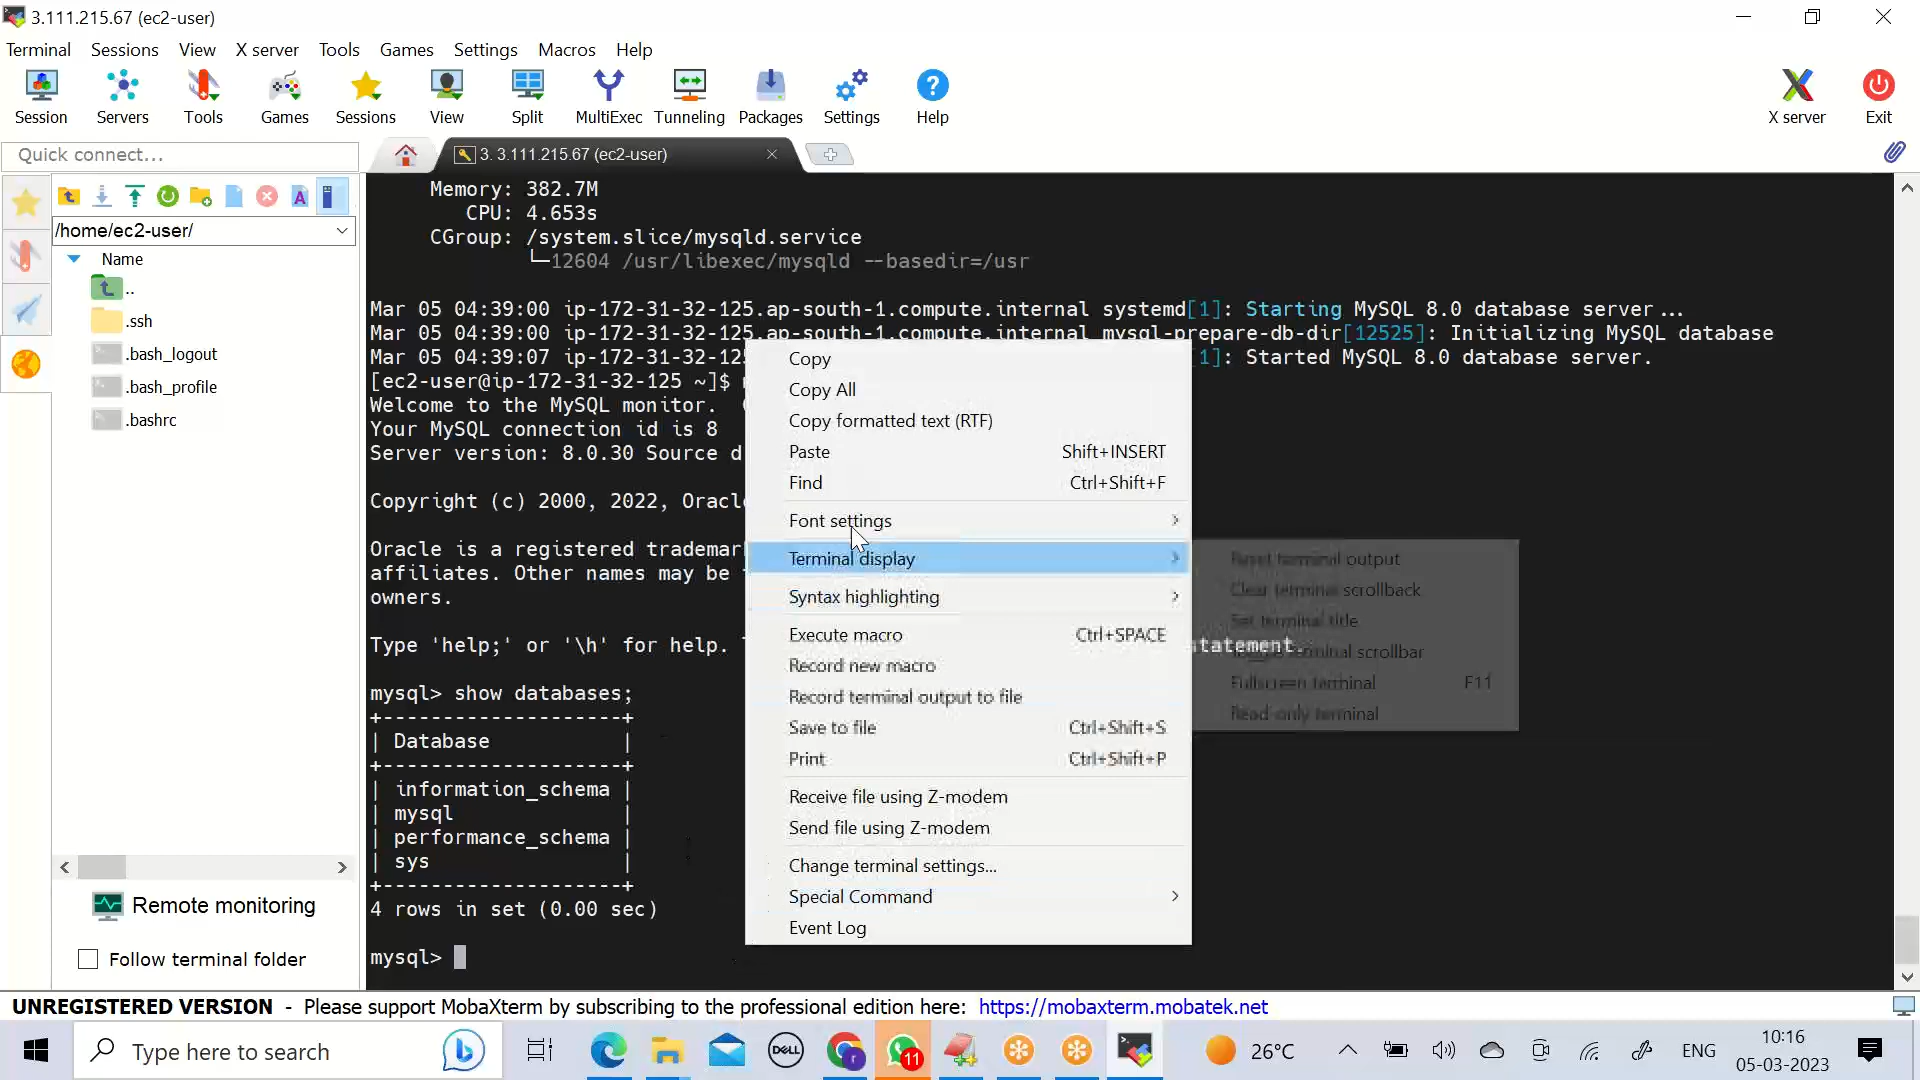 3.111.215.67 (ec2-user)
Terminal Sessions View X server Tools Games Settings Macros Help
Session Servers Tools Games Sessions View Split MultiExec Tunneling Packages Settings Help X server Exit
Quick connect...
3. 3.111.215.67 (ec2-user)
/home/ec2-user/
Name
..
.ssh
.bash_logout
.bash_profile
.bashrc
Remote monitoring
Follow terminal folder
Memory: 382.7M
CPU: 4.653s
CGroup: /system.slice/mysqld.service
└─12604 /usr/libexec/mysqld --basedir=/usr
Mar 05 04:39:00 ip-172-31-32-125.ap-south-1.compute.internal systemd[1]: Starting MySQL 8.0 database server...
Mar 05 04:39:00 ip-172-31-32-125.ap-south-1.compute.internal mysql-prepare-db-dir[12525]: Initializing MySQL database
Mar 05 04:39:07 ip-172-31-32-125 [1]: Started MySQL 8.0 database server.
[ec2-user@ip-172-31-32-125 ~]$
Welcome to the MySQL monitor.
Your MySQL connection id is 8
Server version: 8.0.30 Source d
Copyright (c) 2000, 2022, Oracl
Oracle is a registered trademar
affiliates. Other names may be
owners.
Type 'help;' or '\h' for help. statement.
mysql> show databases;
+--------------------+
| Database |
+--------------------+
| information_schema |
| mysql |
| performance_schema |
| sys |
+--------------------+
4 rows in set (0.00 sec)
mysql>
Copy
Copy All
Copy formatted text (RTF)
Paste Shift+INSERT
Find Ctrl+Shift+F
Font settings
Terminal display
Syntax highlighting
Execute macro Ctrl+SPACE
Record new macro
Record terminal output to file
Save to file Ctrl+Shift+S
Print Ctrl+Shift+P
Receive file using Z-modem
Send file using Z-modem
Change terminal settings...
Special Command
Event Log
Reset terminal output
Clear terminal scrollback
Set terminal title
terminal scrollbar
Fullscreen terminal F11
Read-only terminal
UNREGISTERED VERSION - Please support MobaXterm by subscribing to the professional edition here: https://mobaxterm.mobatek.net
Type here to search
DELL
11
26°C
ENG
10:16
05-03-2023